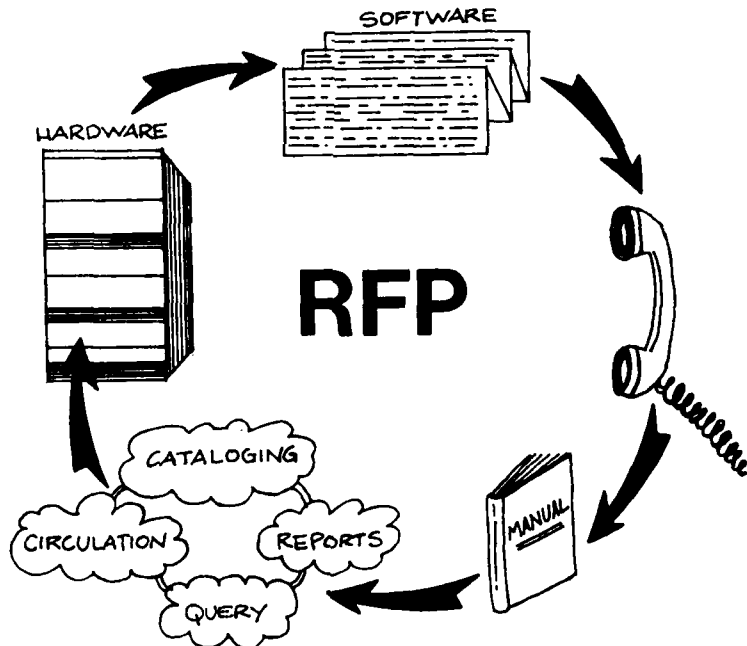 SOFTWARE
HARDWARE
RFP
MANUAL
CATALOGING
CIRCULATION
REPORTS
QUERY